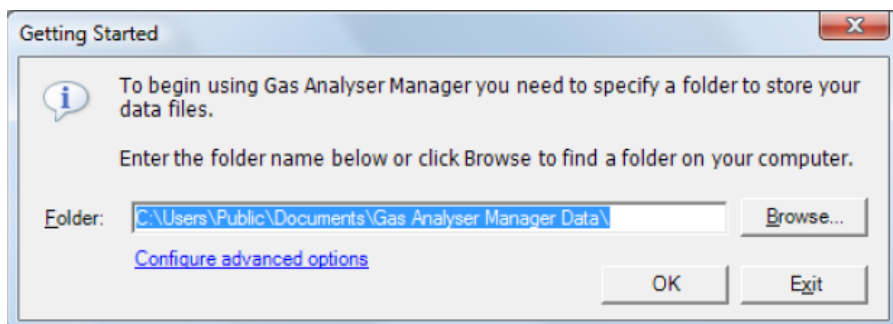 Getting Started
To begin using Gas Analyser Manager you need to specify a folder to store your
data files.
Enter the folder name below or click Browse to find a folder on your computer.
Folder: C:\Users\Public\Documents\Gas Analyser Manager Data\ Browse...
Configure advanced options
OK Exit